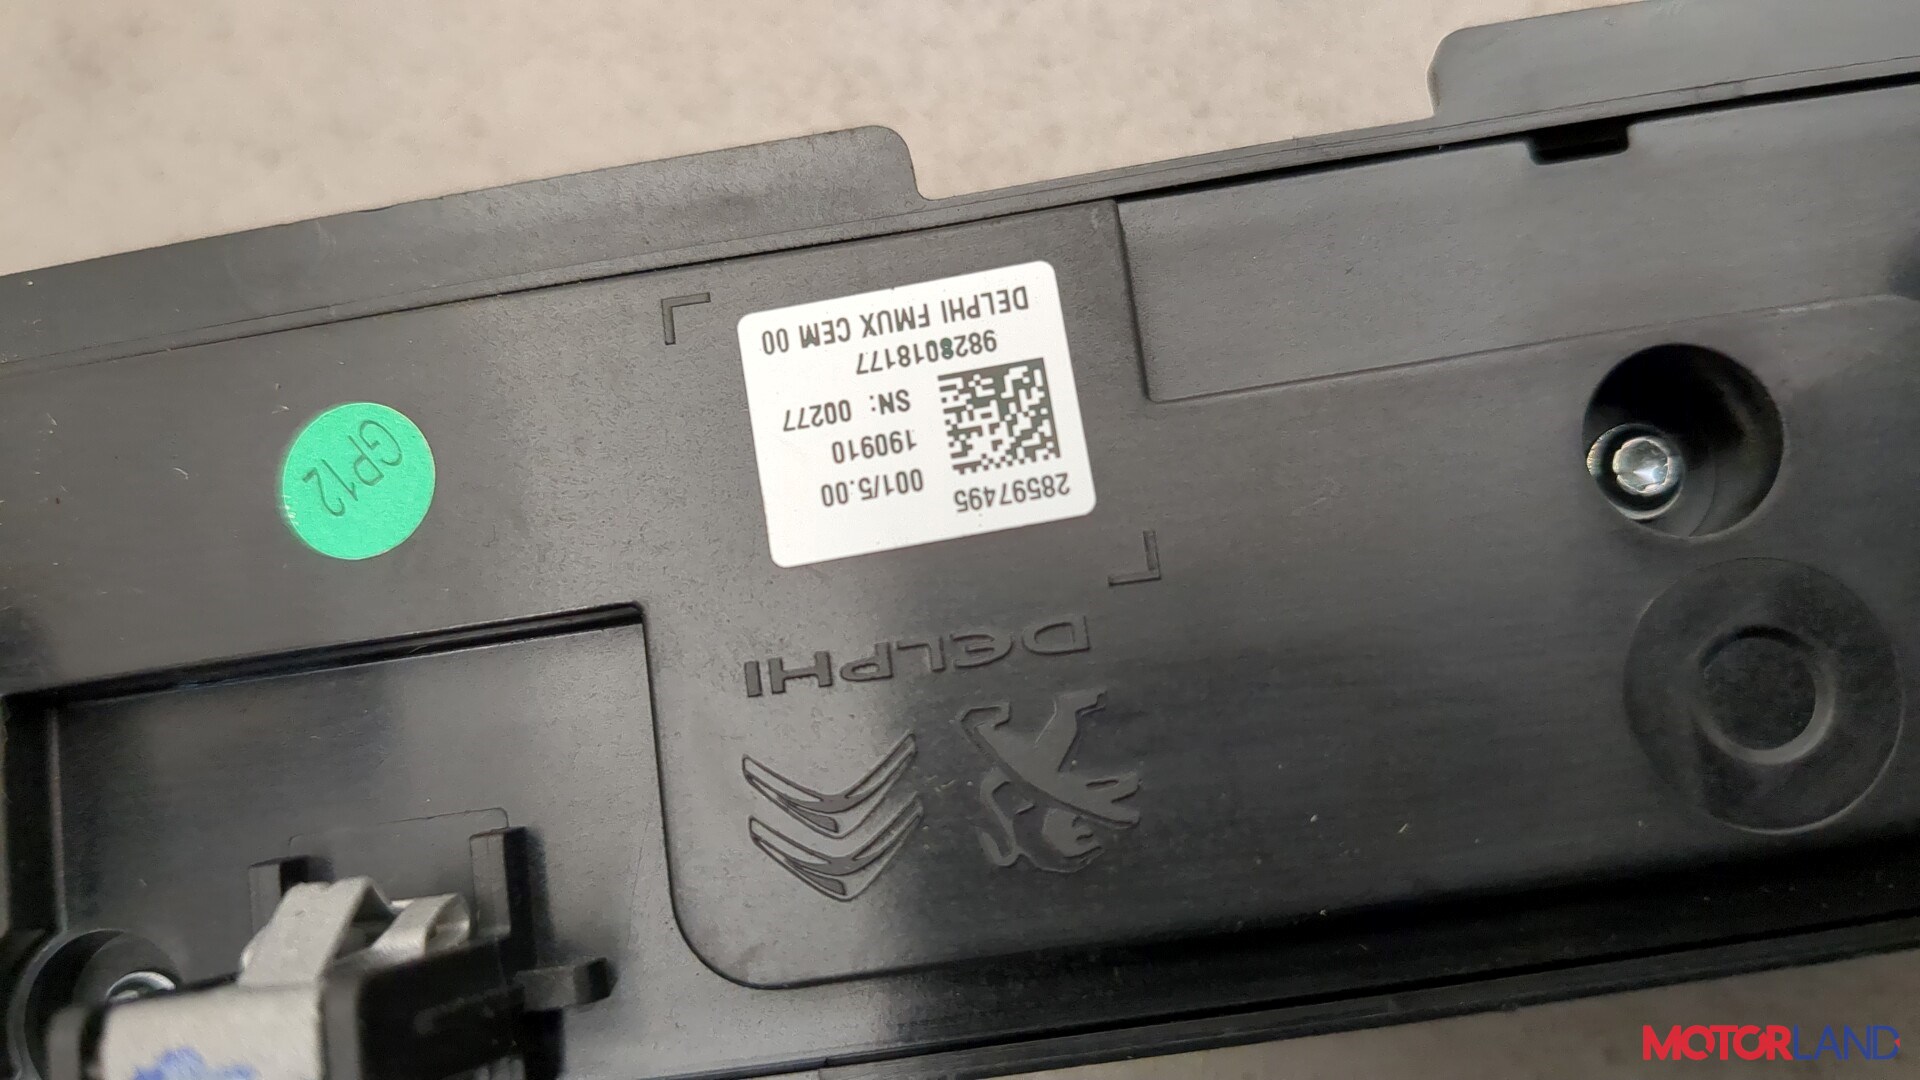 28597495
001/5.00
190910
SN: 00277
9828018177
DELPHI FMUX CEM 00
GP12
DELPHI
MOTORLAND